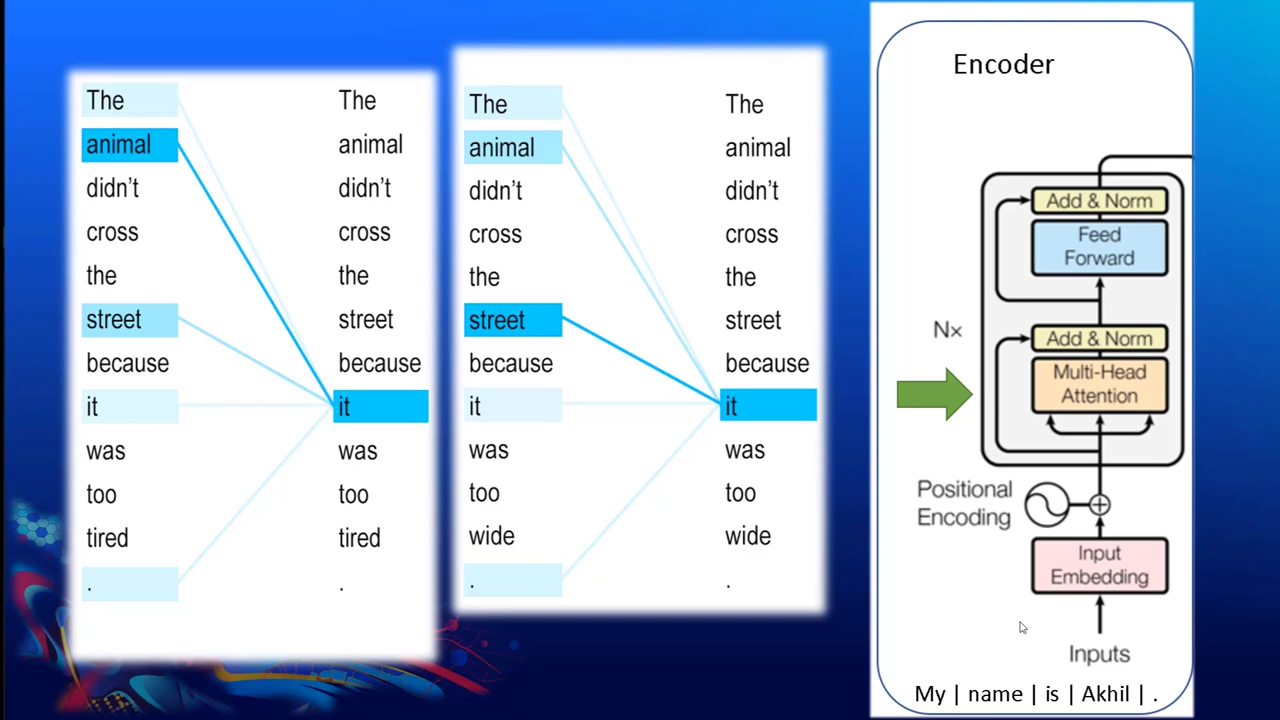 The The
animal animal
didn't didn't
cross cross
the the
street street
because because
it it
was was
too too
tired tired
. .
The The
animal animal
didn't didn't
cross cross
the the
street street
because because
it it
was was
too too
wide wide
. .
Encoder
Add & Norm
Feed
Forward
N×
Add & Norm
Multi-Head
Attention
Positional
Encoding
Input
Embedding
Inputs
My | name | is | Akhil | .